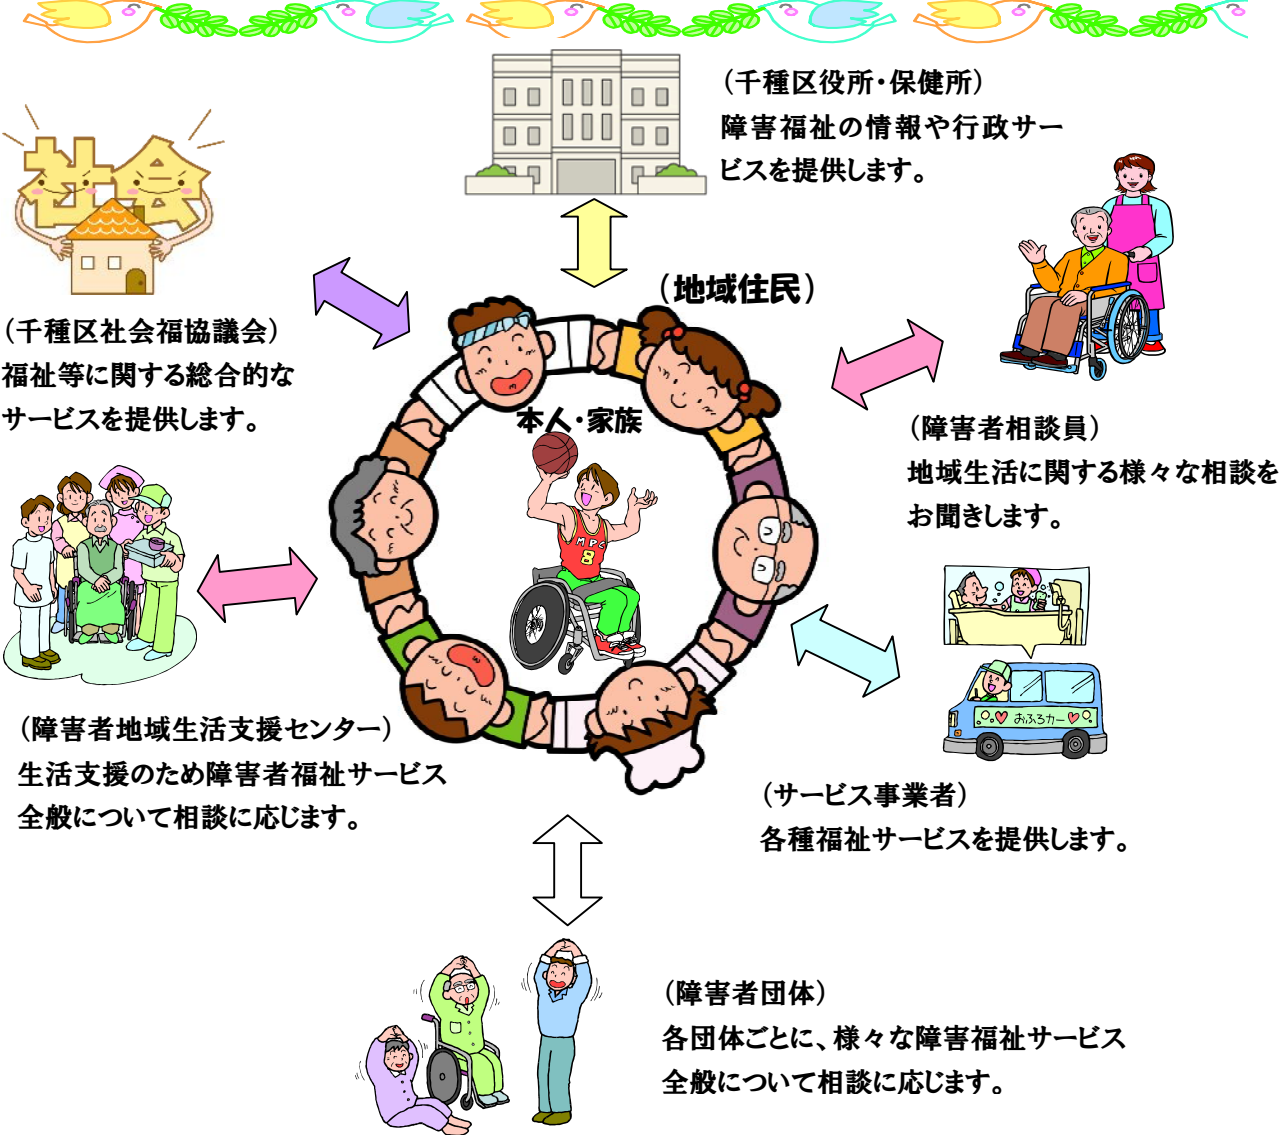 (千種区役所・保健所)
障害福祉の情報や行政サー
ビスを提供します。
社会
(地域住民)
(千種区社会福協議会)
福祉等に関する総合的な
サービスを提供します。
本人・家族
MPC
8
(障害者相談員)
地域生活に関する様々な相談を
お聞きします。
おふろカー
(障害者地域生活支援センター)
生活支援のため障害者福祉サービス
全般について相談に応じます。
(サービス事業者)
各種福祉サービスを提供します。
(障害者団体)
各団体ごとに、様々な障害福祉サービス
全般について相談に応じます。